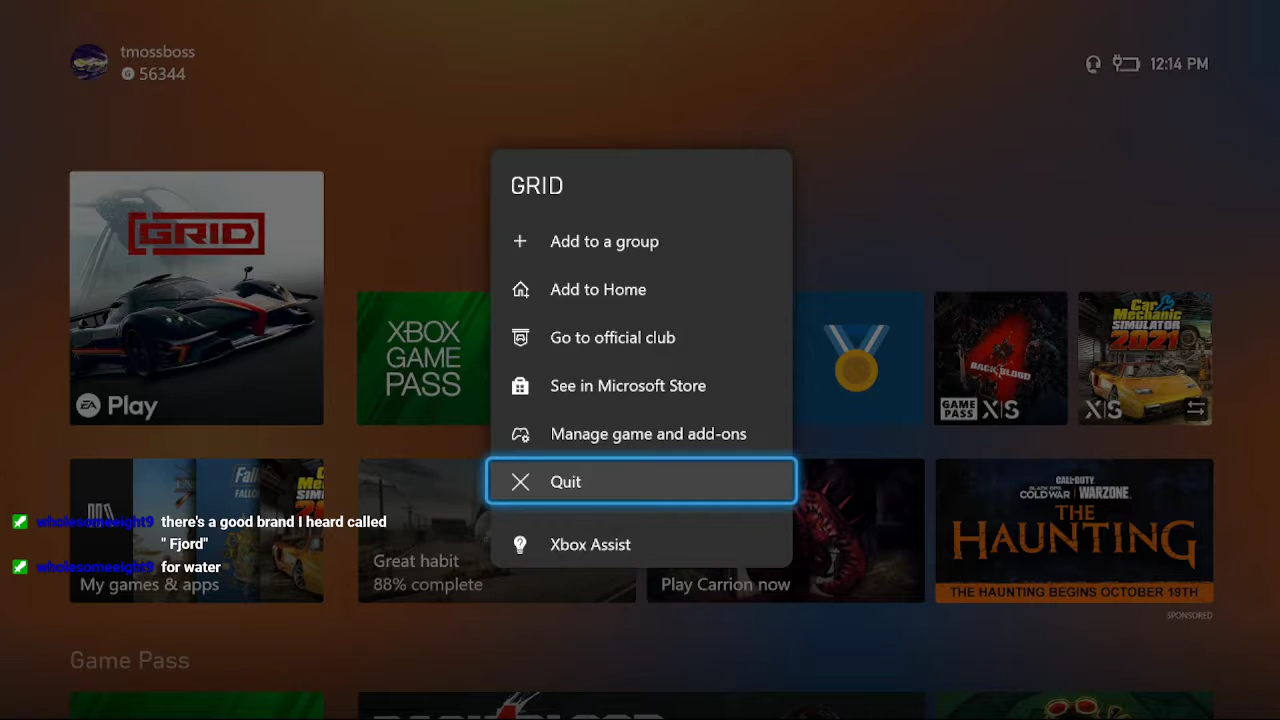 tmossboss
G 56344
12:14 PM
GRID
GRID
Add to a group
Add to Home
Go to official club
See in Microsoft Store
Manage game and add-ons
Quit
Xbox Assist
EA Play
XBOX
GAME
PASS
4
BACK BLOOD
GAME
PASS
X|S
Car
Mechanic
SIMULATOR
2021
X|S
My games & apps
Great habit
88% complete
Play Carrion now
CALL OF DUTY
BLACK OPS
COLD WAR | WARZONE
THE
HAUNTING
THE HAUNTING BEGINS OCTOBER 19TH
SPONSORED
wholesomeeight9 there's a good brand I heard called
" Fjord"
wholesomeeight9 for water
Game Pass